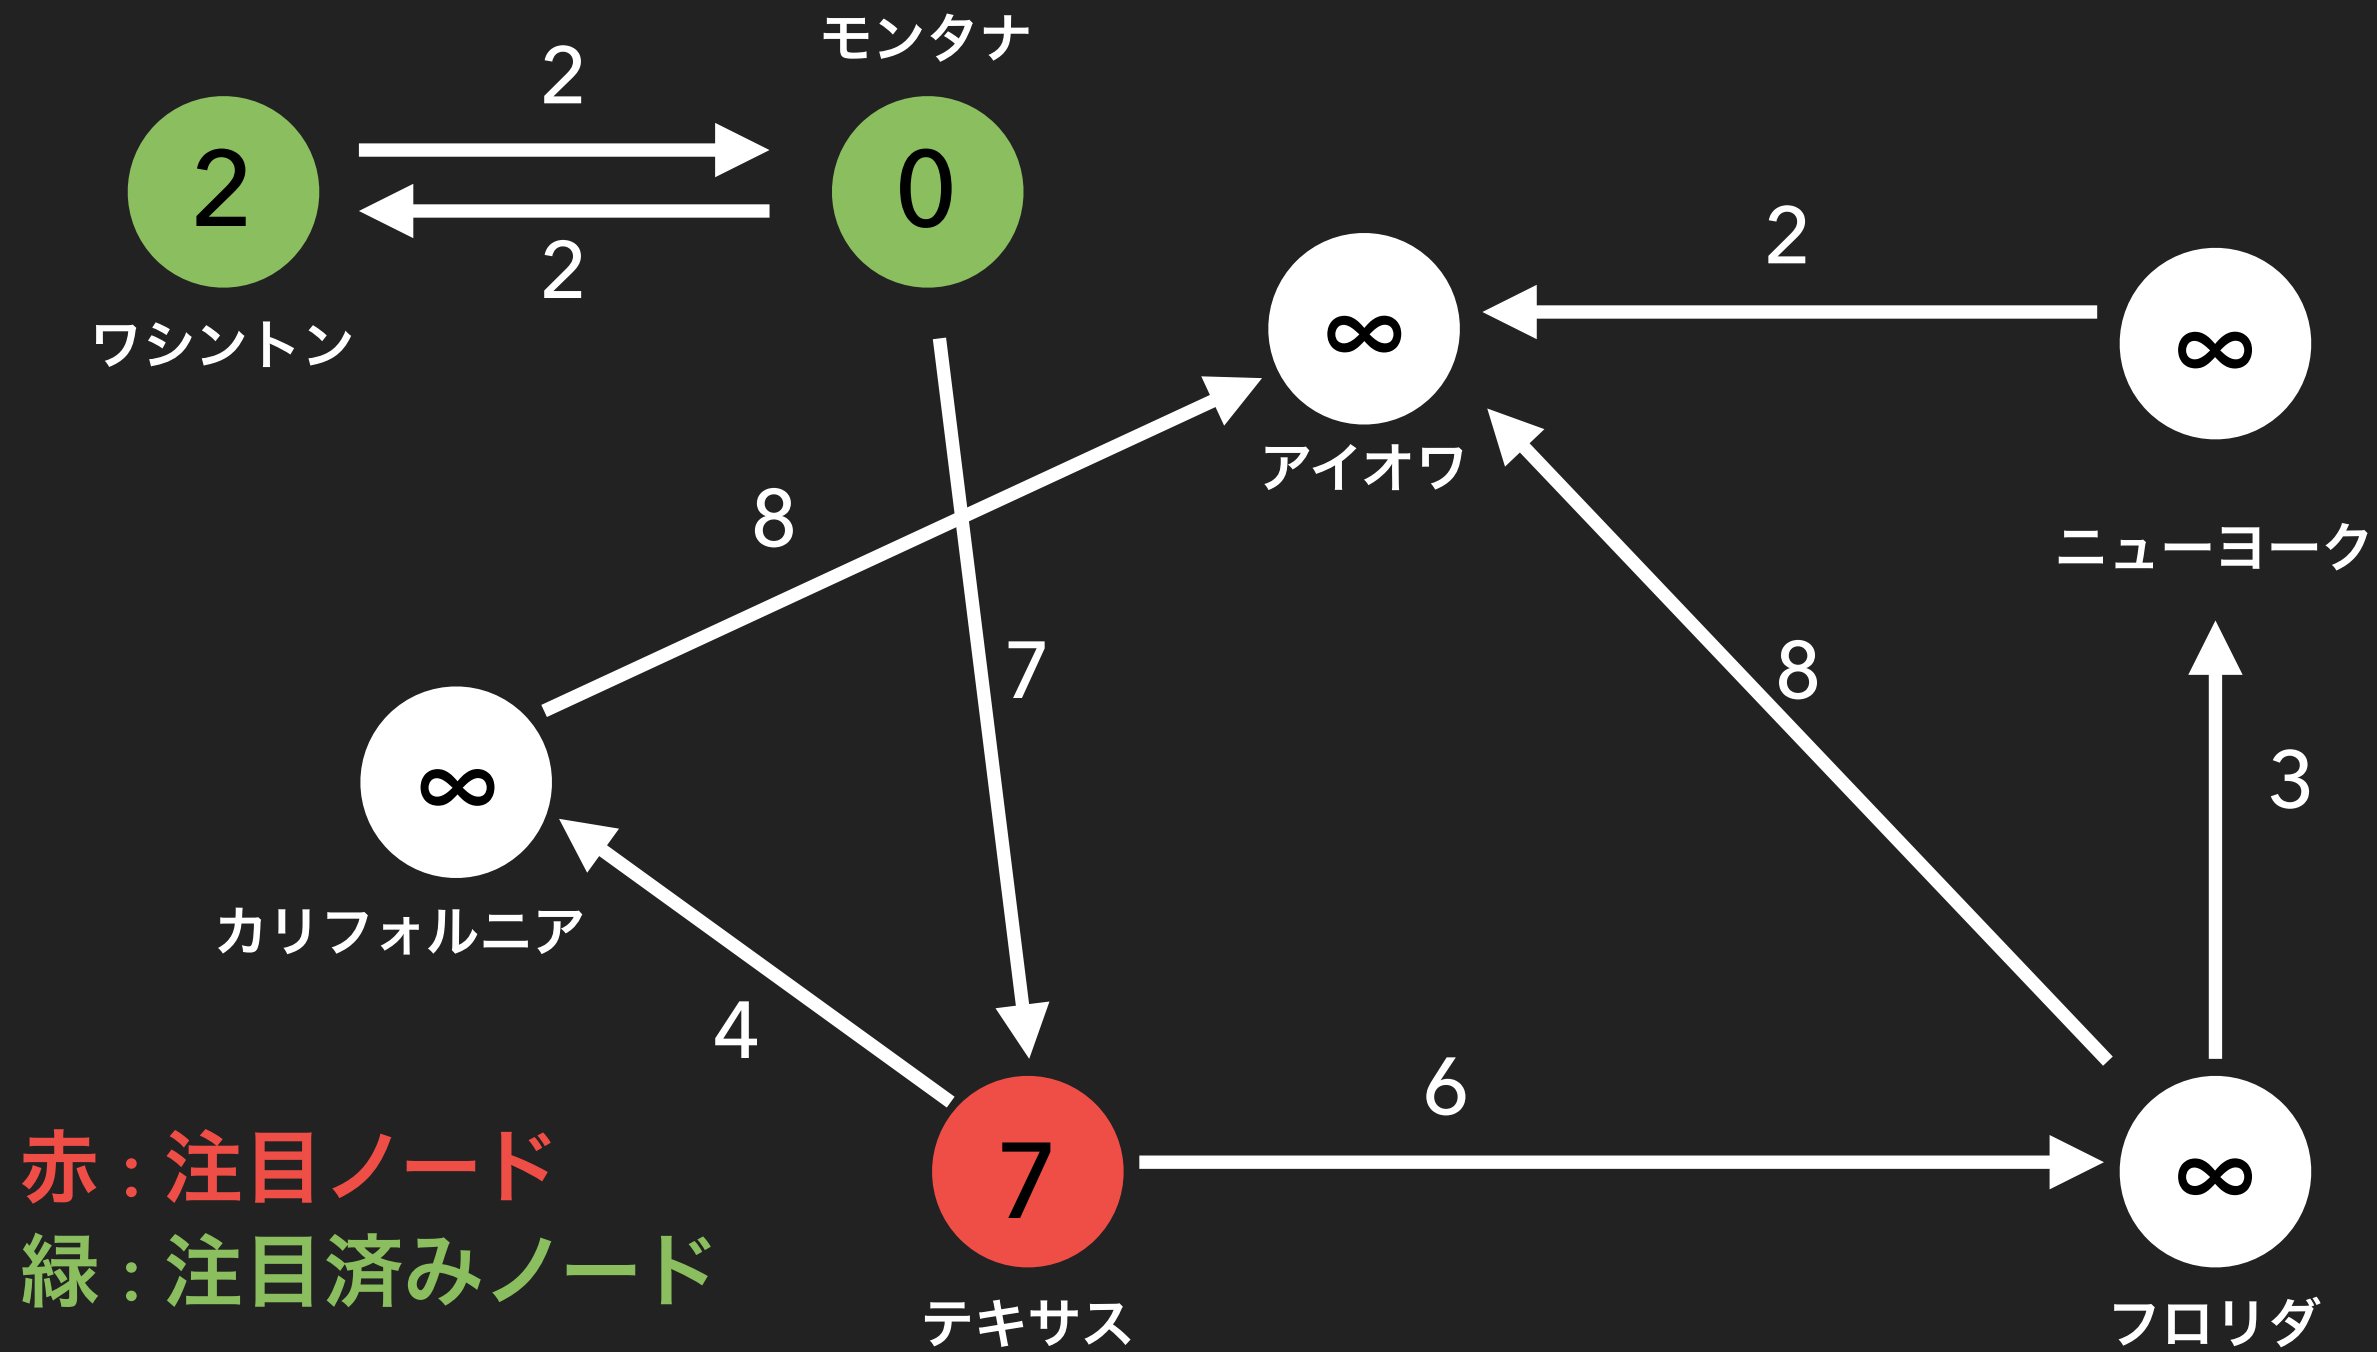 モンタナ
2
2
0
2
ワシントン
2
∞
∞
アイオワ
8
ニューヨーク
7
8
3
∞
カリフォルニア
4
6
赤：注目ノード
7
∞
緑：注目済みノード
テキサス
フロリダ